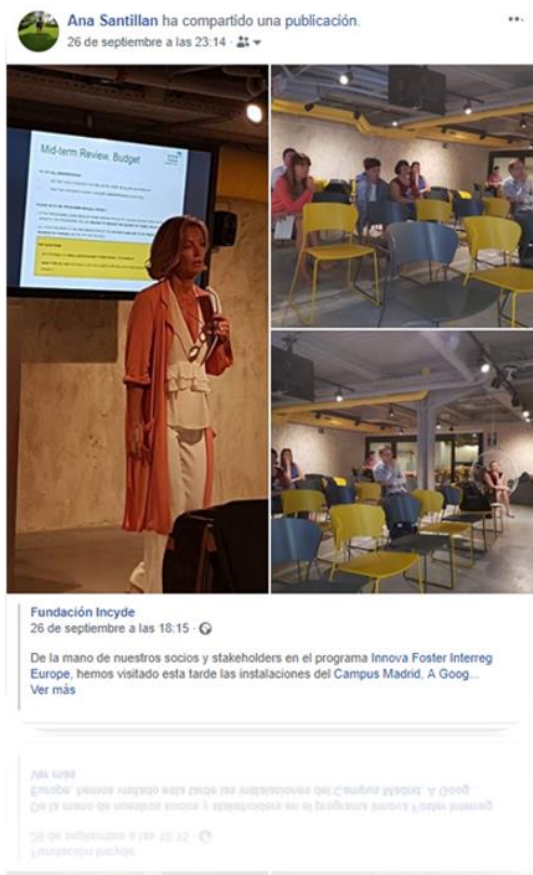 Ana Santillan ha compartido una publicación.
26 de septiembre a las 23:14 ·
Mid-term Review: Budget
Fundación Incyde
26 de septiembre a las 18:15 ·
De la mano de nuestros socios y stakeholders en el programa Innova Foster Interreg
Europe, hemos visitado esta tarde las instalaciones del Campus Madrid, A Goog...
Ver más